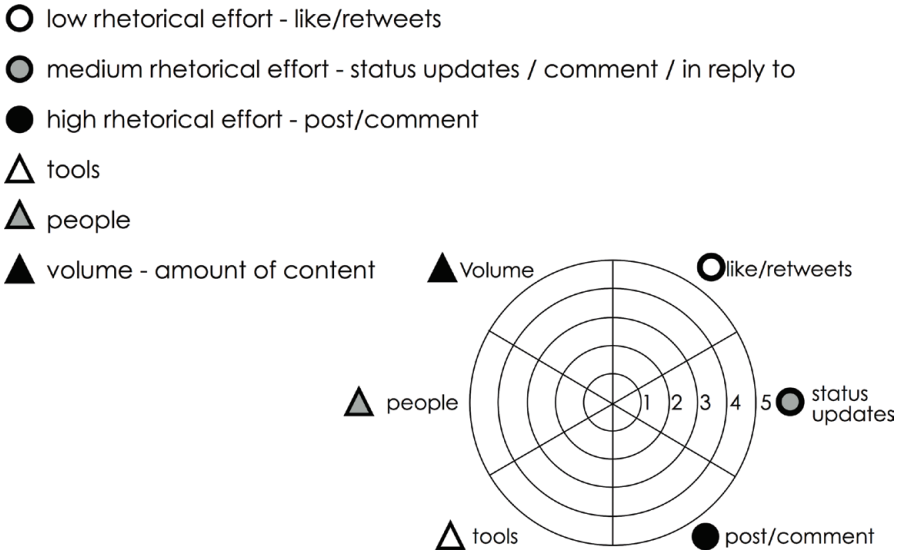 low rhetorical effort - like/retweets
medium rhetorical effort - status updates / comment / in reply to
high rhetorical effort - post/comment
tools
people
volume - amount of content
Volume
like/retweets
people
1 2 3 4 5
status
updates
tools
post/comment